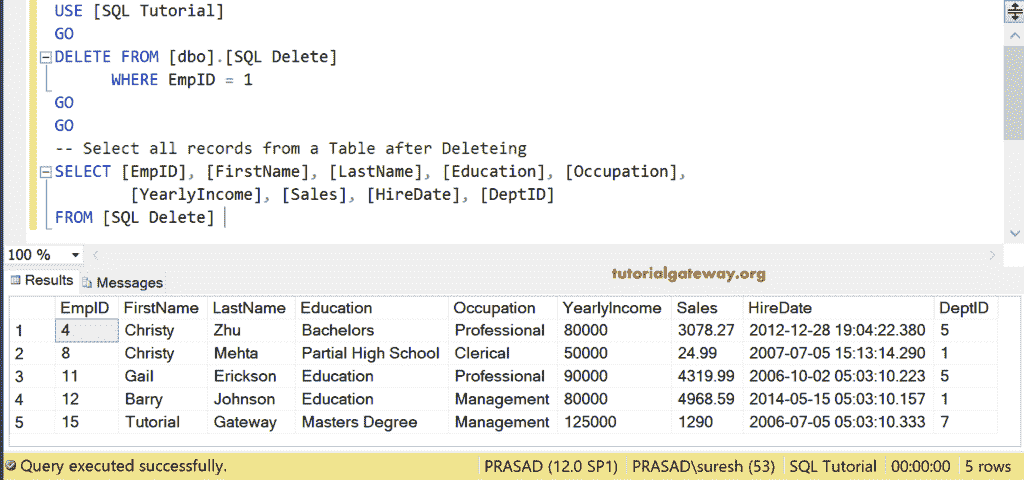 USE [SQL Tutorial]
GO
DELETE FROM [dbo].[SQL Delete]
WHERE EmpID = 1
GO
GO
-- Select all records from a Table after Deleteing
SELECT [EmpID], [FirstName], [LastName], [Education], [Occupation],
[YearlyIncome], [Sales], [HireDate], [DeptID]
FROM [SQL Delete]
100 %
tutorialgateway.org
Results Messages
EmpID FirstName LastName Education Occupation YearlyIncome Sales HireDate DeptID
1 4 Christy Zhu Bachelors Professional 80000 3078.27 2012-12-28 19:04:22.380 5
2 8 Christy Mehta Partial High School Clerical 50000 24.99 2007-07-05 15:13:14.290 1
3 11 Gail Erickson Education Professional 90000 4319.99 2006-10-02 05:03:10.223 5
4 12 Barry Johnson Education Management 80000 4968.59 2014-05-15 05:03:10.157 1
5 15 Tutorial Gateway Masters Degree Management 125000 1290 2006-07-05 05:03:10.333 7
Query executed successfully. PRASAD (12.0 SP1) PRASAD\suresh (53) SQL Tutorial 00:00:00 5 rows